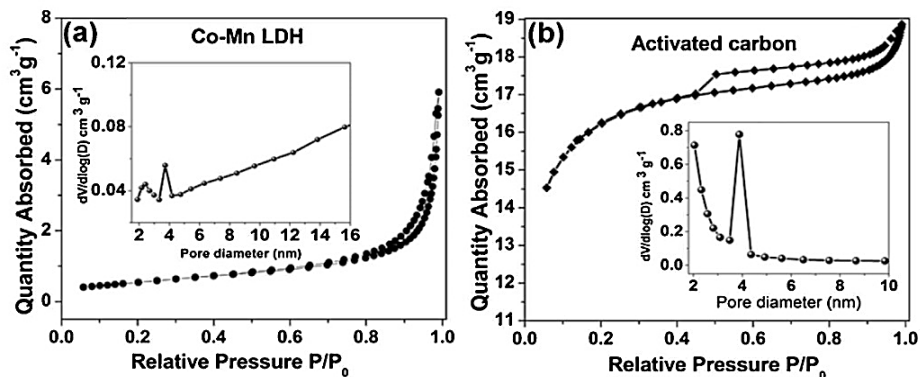 (a)
Co-Mn LDH
Quantity Absorbed (cm³g⁻¹)
8
6
4
2
0
0.0 0.2 0.4 0.6 0.8 1.0
Relative Pressure P/P₀
dV/dlog(D) cm³ g⁻¹
0.12
0.08
0.04
2 4 6 8 10 12 14 16
Pore diameter (nm)
(b)
Activated carbon
Quantity Absorbed (cm³g⁻¹)
19
18
17
16
15
14
13
12
11
0.0 0.2 0.4 0.6 0.8 1.0
Relative Pressure P/P₀
dV/dlog(D) cm³ g⁻¹
0.8
0.6
0.4
0.2
0.0
2 4 6 8 10
Pore diameter (nm)